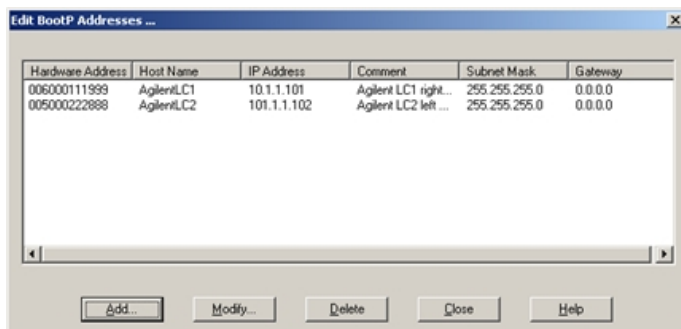 Edit BootP Addresses ...
Hardware Address Host Name IP Address Comment Subnet Mask Gateway
006000111999 AgilentLC1 10.1.1.101 Agilent LC1 right... 255.255.255.0 0.0.0.0
005000222888 AgilentLC2 101.1.1.102 Agilent LC2 left ... 255.255.255.0 0.0.0.0
Add... Modify... Delete Close Help